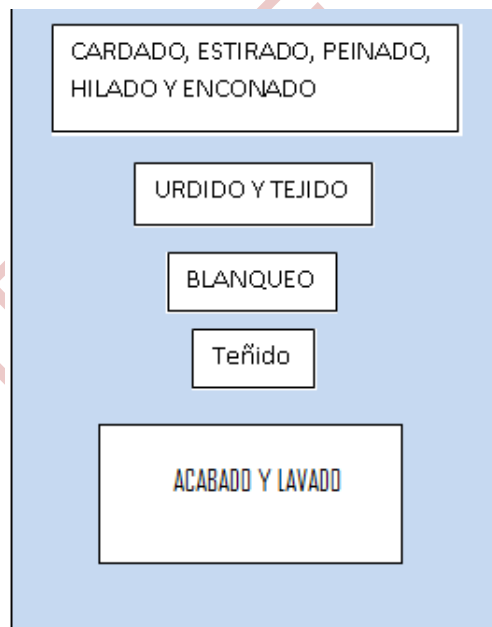 CARDADO, ESTIRADO, PEINADO,
HILADO Y ENCONADO
URDIDO Y TEJIDO
BLANQUEO
Teñido
ACABADO Y LAVADO